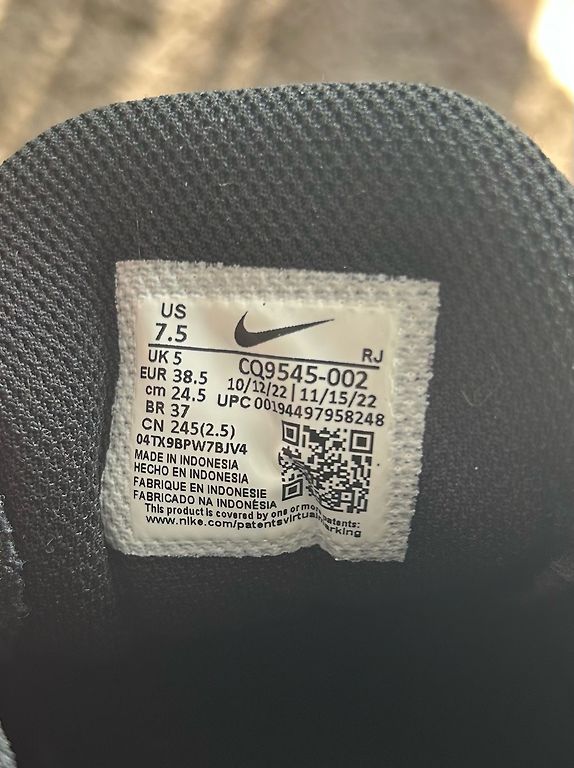 US
7.5
RJ
UK 5
CQ9545-002
EUR 38.5
10/12/22 | 11/15/22
cm 24.5
UPC 00194497958248
BR 37
CN 245(2.5)
04TX9BPW7BJV4
MADE IN INDONESIA
HECHO EN INDONESIA
FABRIQUE EN INDONESIE
FABRICADO NA INDONÉSIA
This product is covered by one or more patents:
www.nike.com/patentsvirtualmarking